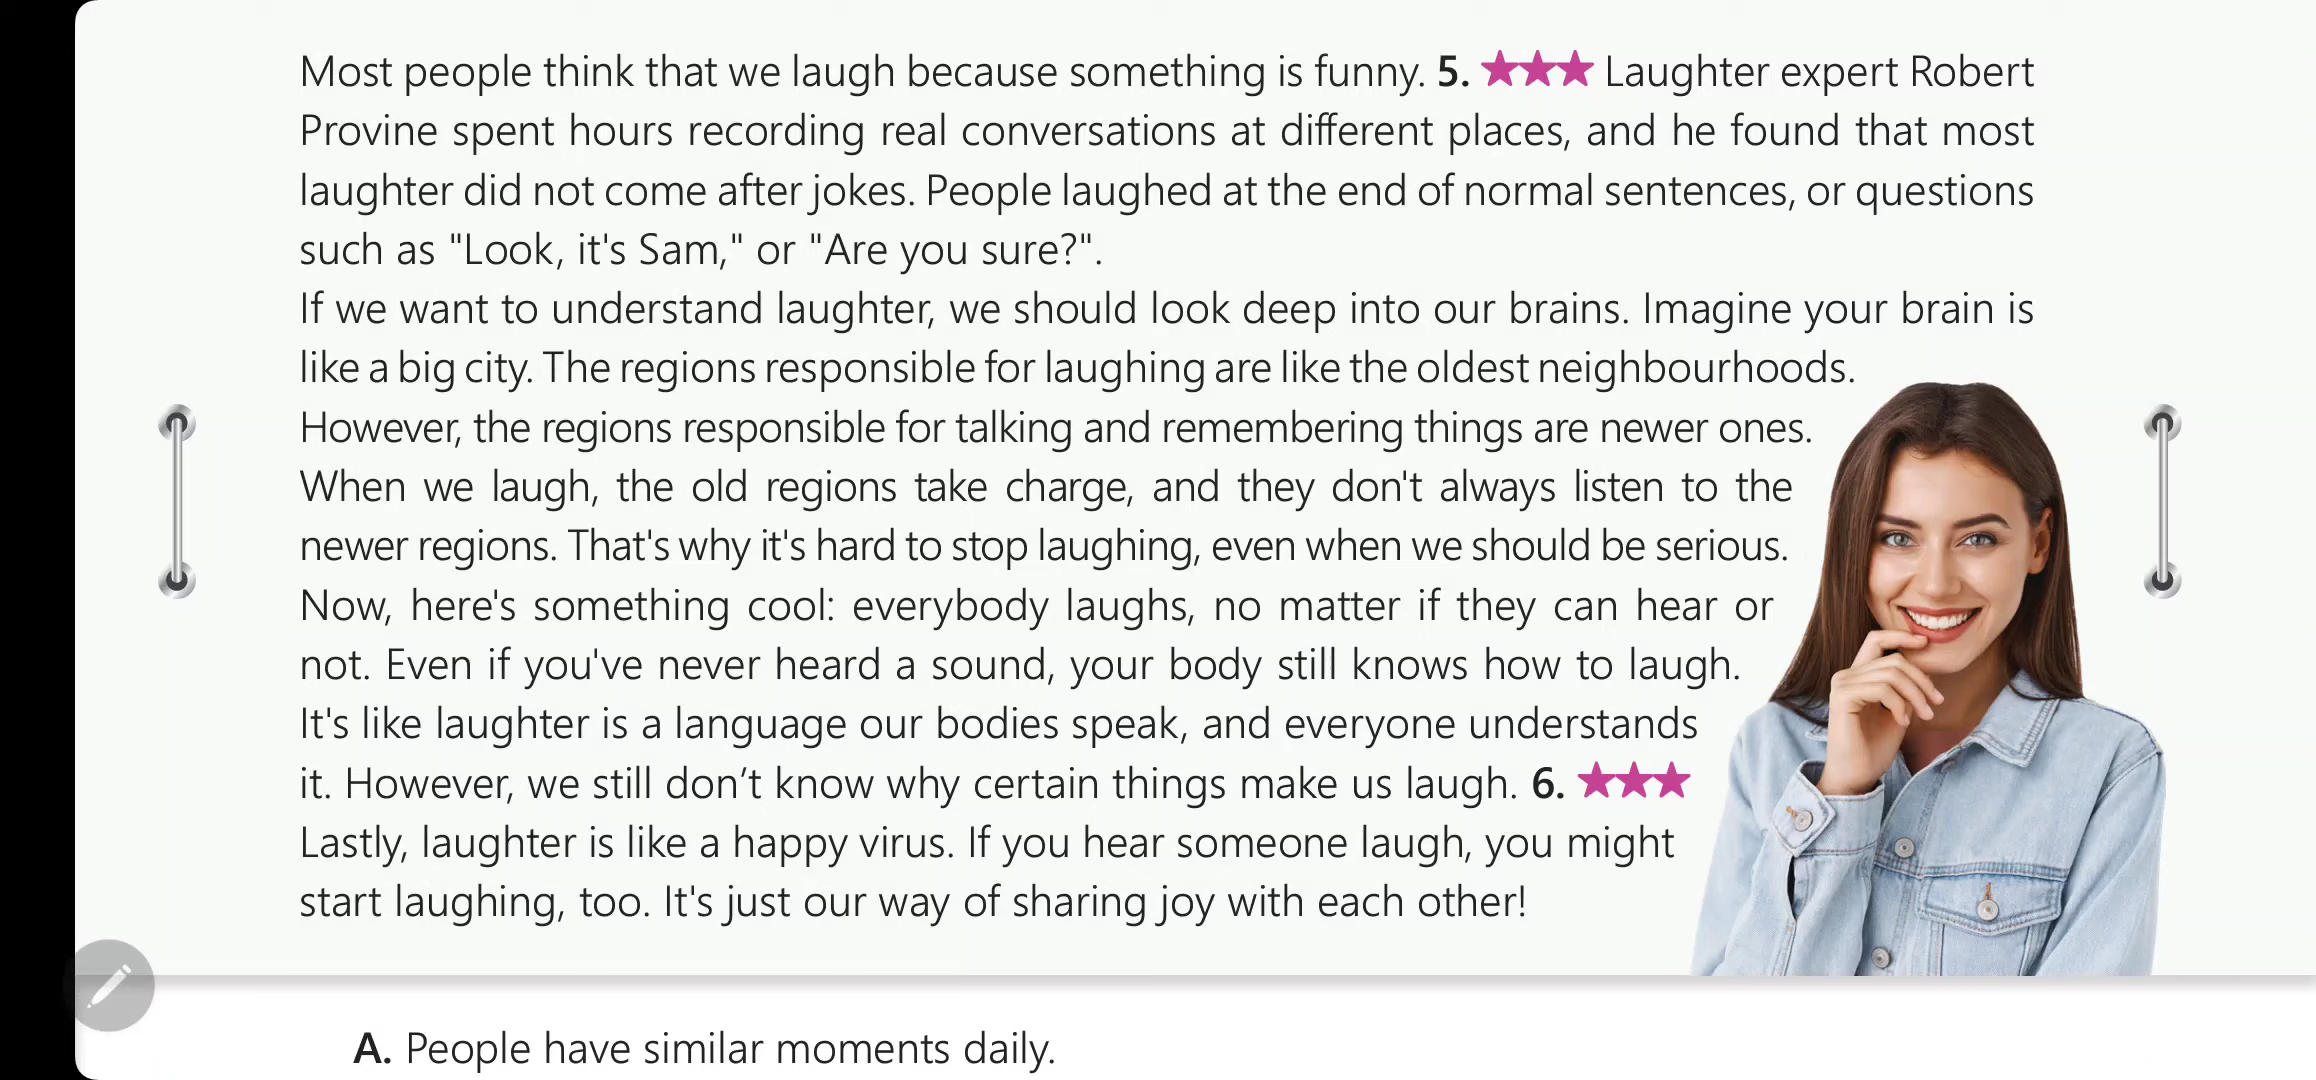 Most people think that we laugh because something is funny. 5. ★★★ Laughter expert Robert
Provine spent hours recording real conversations at different places, and he found that most
laughter did not come after jokes. People laughed at the end of normal sentences, or questions
such as "Look, it's Sam," or "Are you sure?".
If we want to understand laughter, we should look deep into our brains. Imagine your brain is
like a big city. The regions responsible for laughing are like the oldest neighbourhoods.
However, the regions responsible for talking and remembering things are newer ones.
When we laugh, the old regions take charge, and they don't always listen to the
newer regions. That's why it's hard to stop laughing, even when we should be serious.
Now, here's something cool: everybody laughs, no matter if they can hear or
not. Even if you've never heard a sound, your body still knows how to laugh.
It's like laughter is a language our bodies speak, and everyone understands
it. However, we still don’t know why certain things make us laugh. 6. ★★★
Lastly, laughter is like a happy virus. If you hear someone laugh, you might
start laughing, too. It's just our way of sharing joy with each other!
A. People have similar moments daily.